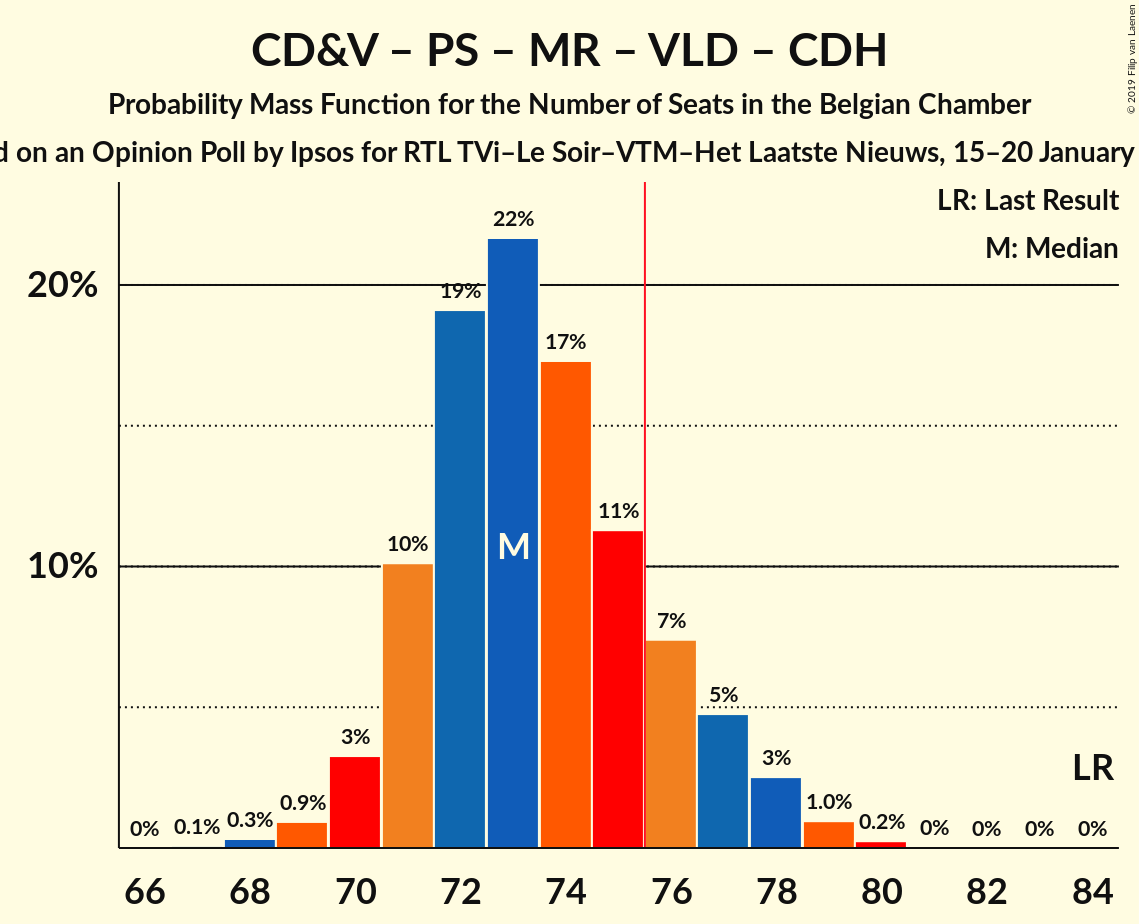 CD&V – PS – MR – VLD – CDH
Probability Mass Function for the Number of Seats in the Belgian Chamber
on an Opinion Poll by Ipsos for RTL TVi–Le Soir–VTM–Het Laatste Nieuws, 15–20 January
© 2019 Filip van Laenen
LR: Last Result
M: Median
20%
10%
0%
0.1%
0.3%
0.9%
3%
10%
19%
22%
17%
11%
7%
5%
3%
1.0%
0.2%
0%
0%
0%
0%
M
LR
66 68 70 72 74 76 78 80 82 84